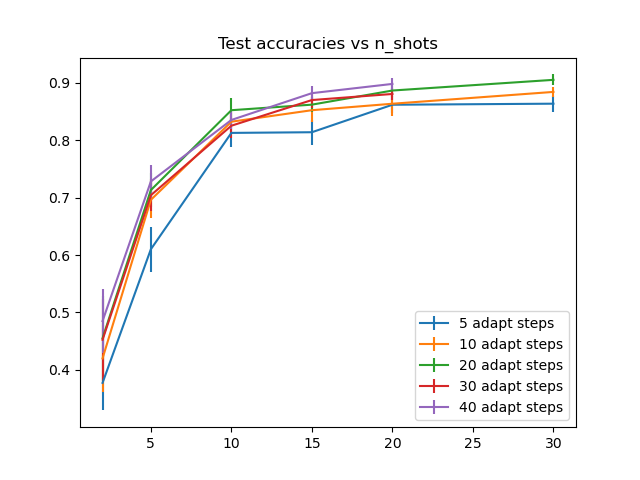 Test accuracies vs n_shots
0.9
0.8
0.7
0.6
0.5
0.4
5 10 15 20 25 30
5 adapt steps
10 adapt steps
20 adapt steps
30 adapt steps
40 adapt steps